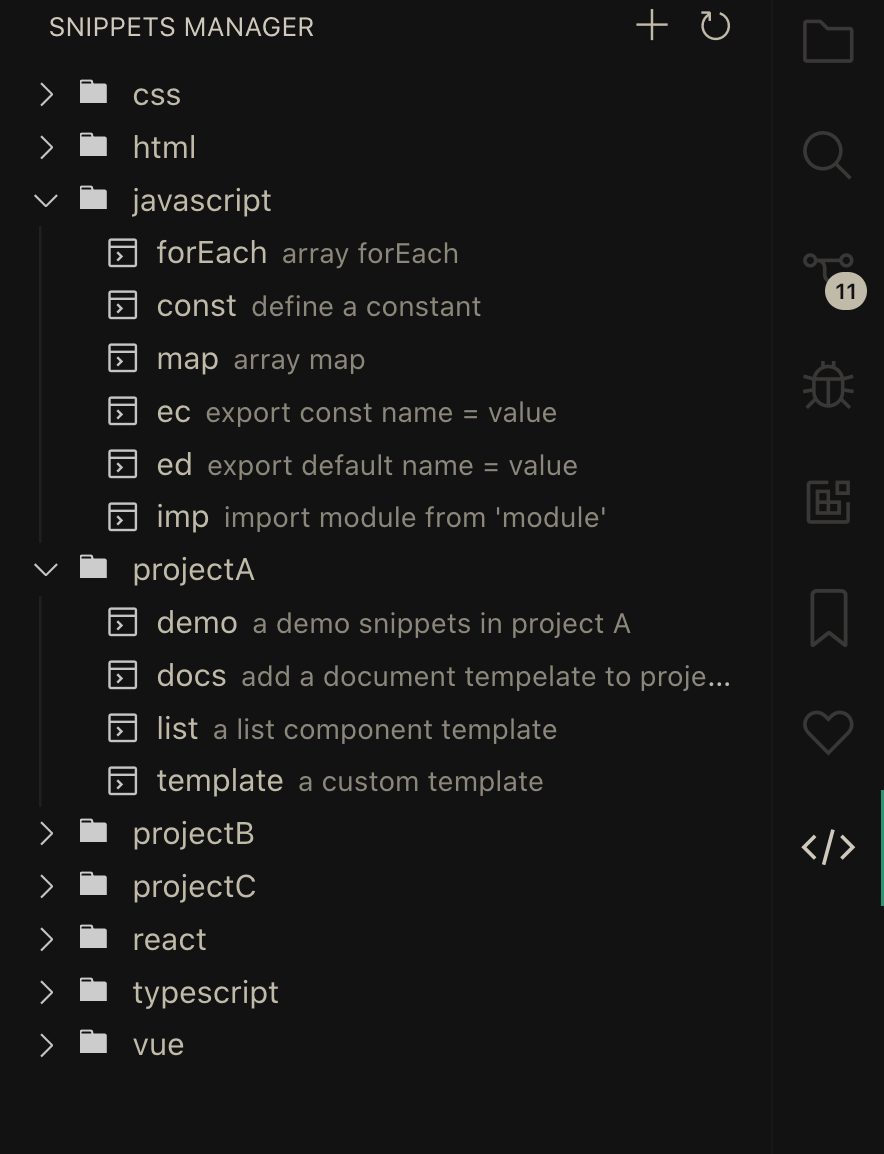 SNIPPETS MANAGER
css
html
javascript
forEach array forEach
const define a constant
map array map
ec export const name = value
ed export default name = value
imp import module from 'module'
projectA
demo a demo snippets in project A
docs add a document tempelate to proje...
list a list component template
template a custom template
projectB
projectC
react
typescript
vue
11